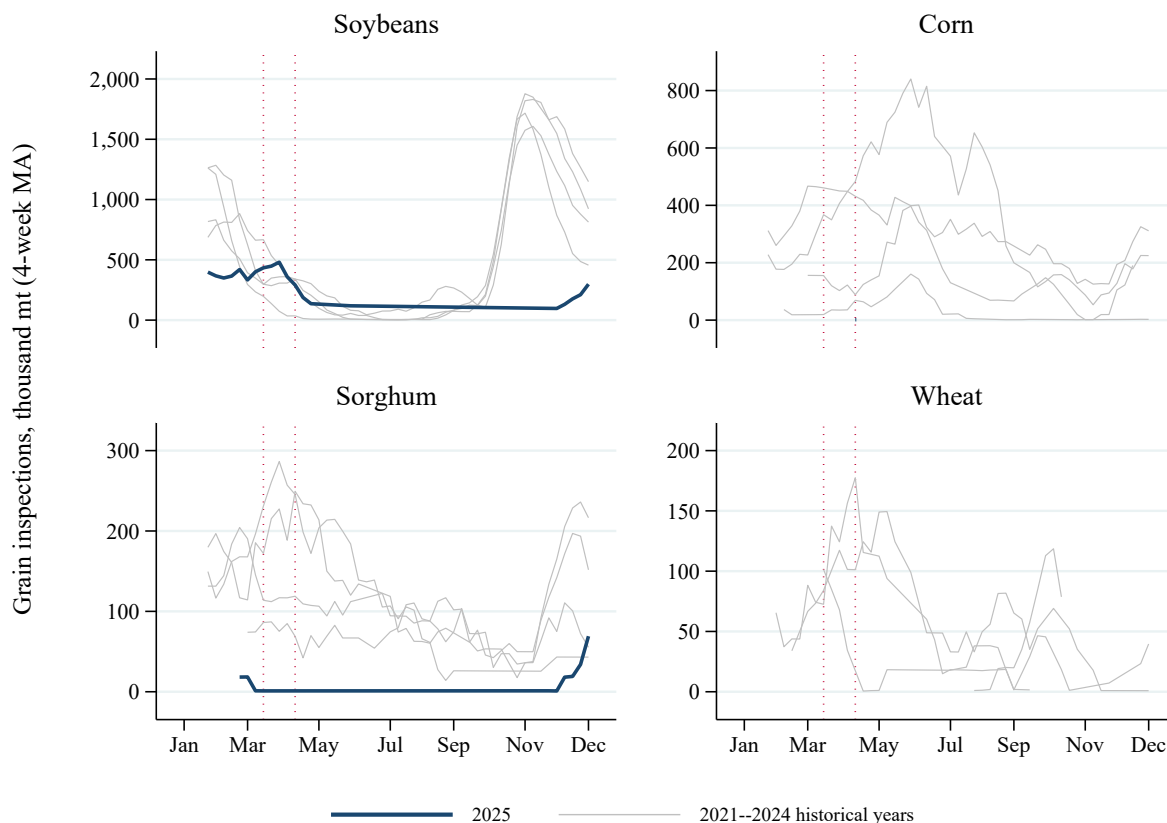 Grain inspections, thousand mt (4-week MA)
Soybeans
2,000
1,500
1,000
500
0
Corn
800
600
400
200
0
Sorghum
300
200
100
0
Jan Mar May Jul Sep Nov Dec
Wheat
200
150
100
50
0
Jan Mar May Jul Sep Nov Dec
2025 2021--2024 historical years